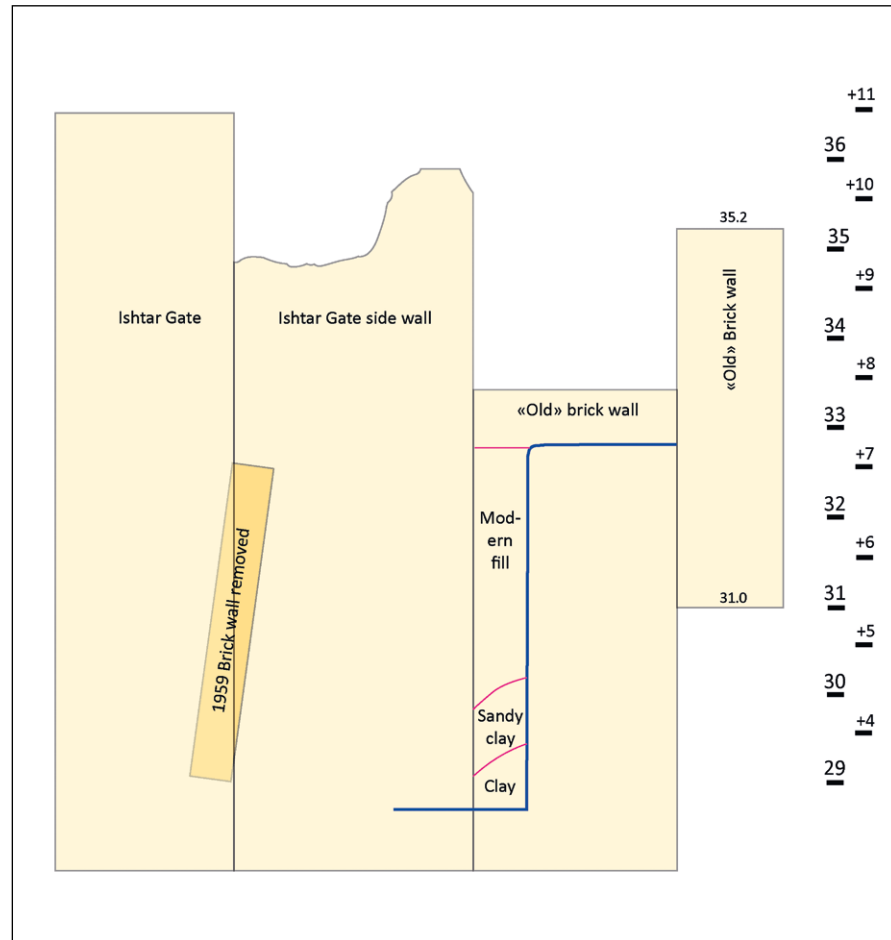 +11
36
+10
35.2
35
+9
Ishtar Gate
Ishtar Gate side wall
«Old» Brick wall
34
+8
«Old» brick wall
33
+7
Mod-
ern
fill
32
+6
1959 Brick wall removed
31.0
31
+5
30
Sandy
clay
+4
29
Clay